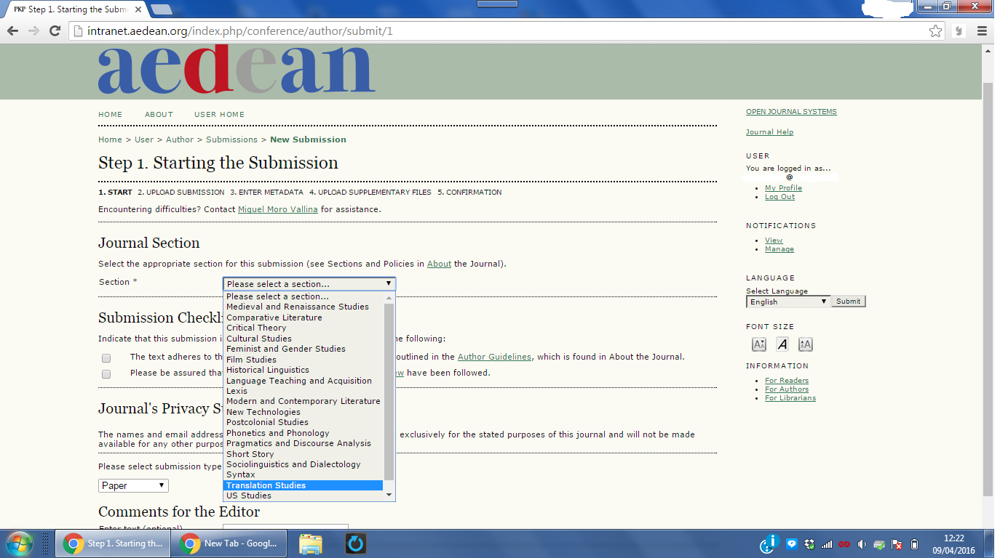 PKP Step 1. Starting the Subm
intranet.aedean.org/index.php/conference/author/submit/1
aedean
HOME ABOUT USER HOME
Home > User > Author > Submissions > New Submission
Step 1. Starting the Submission
1. START 2. UPLOAD SUBMISSION 3. ENTER METADATA 4. UPLOAD SUPPLEMENTARY FILES 5. CONFIRMATION
Encountering difficulties? Contact Miguel Moro Vallina for assistance.
Journal Section
Select the appropriate section for this submission (see Sections and Policies in About the Journal).
Section *
Please select a section...
Please select a section...
Medieval and Renaissance Studies
Comparative Literature
Critical Theory
Cultural Studies
Feminist and Gender Studies
Film Studies
Historical Linguistics
Language Teaching and Acquisition
Lexis
Modern and Contemporary Literature
New Technologies
Postcolonial Studies
Phonetics and Phonology
Pragmatics and Discourse Analysis
Short Story
Sociolinguistics and Dialectology
Syntax
Translation Studies
US Studies
Submission Checkl
Indicate that this submission i
e following:
The text adheres to th
outlined in the Author Guidelines, which is found in About the Journal.
Please be assured tha
ew have been followed.
Journal's Privacy S
The names and email address
exclusively for the stated purposes of this journal and will not be made
available for any other purpos
Please select submission type
Paper
Comments for the Editor
Enter text (optional)
OPEN JOURNAL SYSTEMS
Journal Help
USER
You are logged in as...
@
My Profile
Log Out
NOTIFICATIONS
View
Manage
LANGUAGE
Select Language
English Submit
FONT SIZE
A A A A A
INFORMATION
For Readers
For Authors
For Librarians
Step 1. Starting th... New Tab - Googl...
12:22
09/04/2016